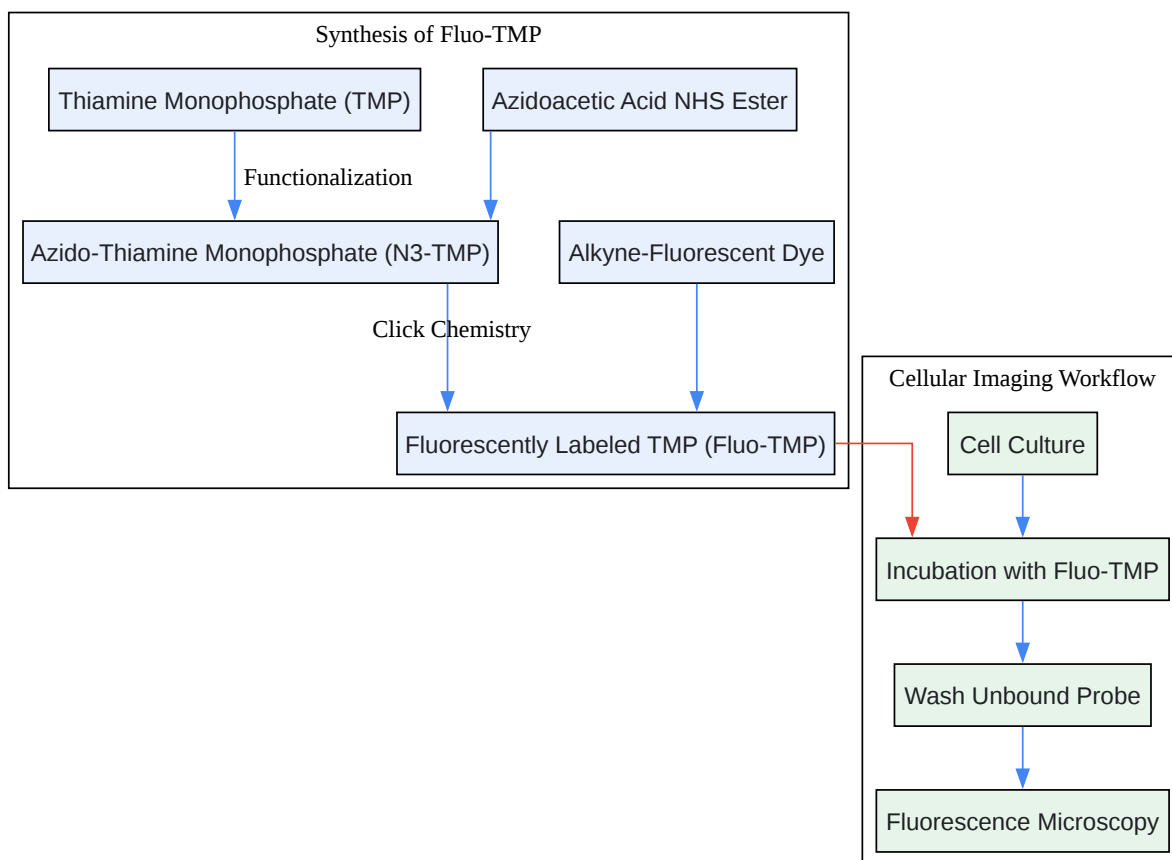 Synthesis of Fluo-TMP
Thiamine Monophosphate (TMP)
Azidoacetic Acid NHS Ester
Functionalization
Azido-Thiamine Monophosphate (N3-TMP)
Alkyne-Fluorescent Dye
Click Chemistry
Fluorescently Labeled TMP (Fluo-TMP)
Cellular Imaging Workflow
Cell Culture
Incubation with Fluo-TMP
Wash Unbound Probe
Fluorescence Microscopy